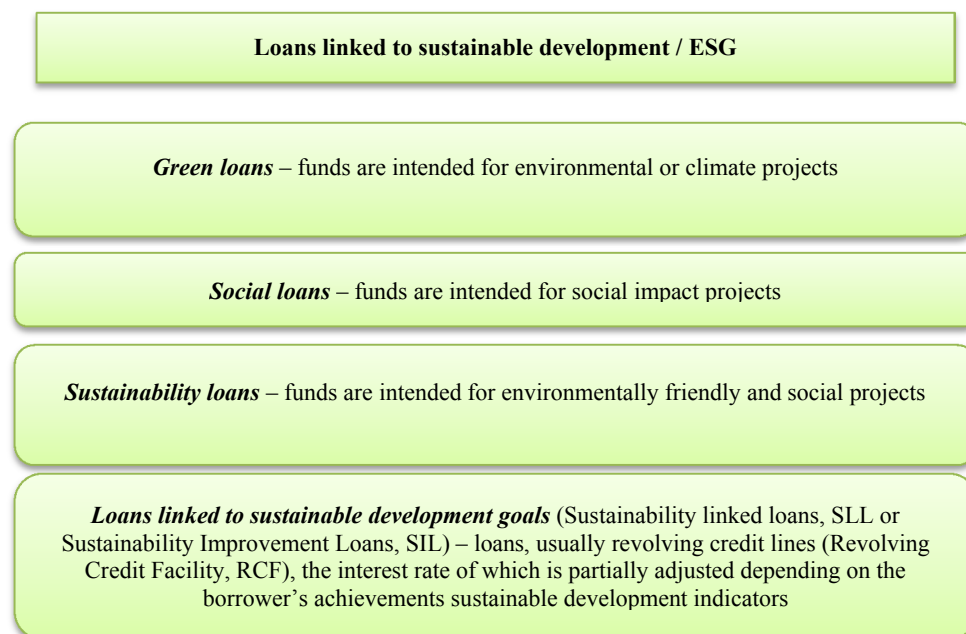 Loans linked to sustainable development / ESG
Green loans – funds are intended for environmental or climate projects
Social loans – funds are intended for social impact projects
Sustainability loans – funds are intended for environmentally friendly and social projects
Loans linked to sustainable development goals (Sustainability linked loans, SLL or
Sustainability Improvement Loans, SIL) – loans, usually revolving credit lines (Revolving
Credit Facility, RCF), the interest rate of which is partially adjusted depending on the
borrower’s achievements sustainable development indicators